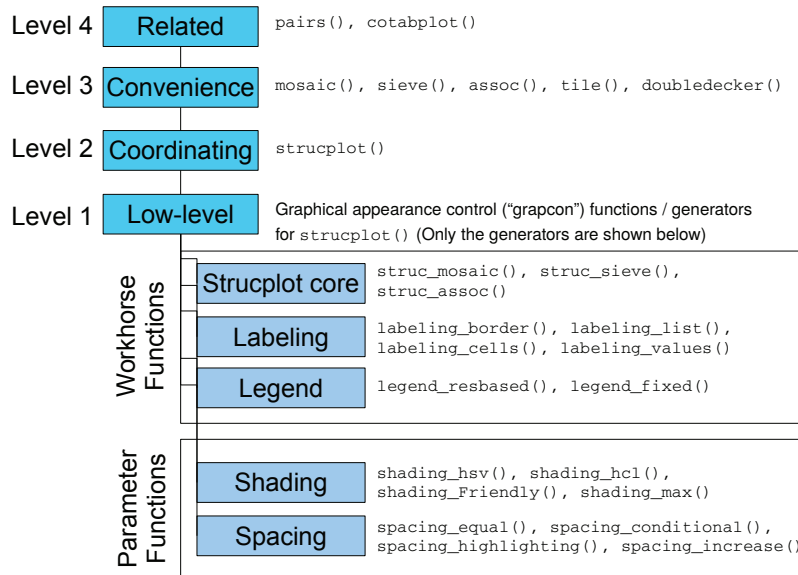 Level 4 Related pairs(), cotabplot()
Level 3 Convenience mosaic(), sieve(), assoc(), tile(), doubledecker()
Level 2 Coordinating strucplot()
Level 1 Low-level Graphical appearance control (“grapcon”) functions / generators
for strucplot() (Only the generators are shown below)
Workhorse
Functions
Strucplot core struc_mosaic(), struc_sieve(),
struc_assoc()
Labeling labeling_border(), labeling_list(),
labeling_cells(), labeling_values()
Legend legend_resbased(), legend_fixed()
Parameter
Functions
Shading shading_hsv(), shading_hcl(),
shading_Friendly(), shading_max()
Spacing spacing_equal(), spacing_conditional(),
spacing_highlighting(), spacing_increase()